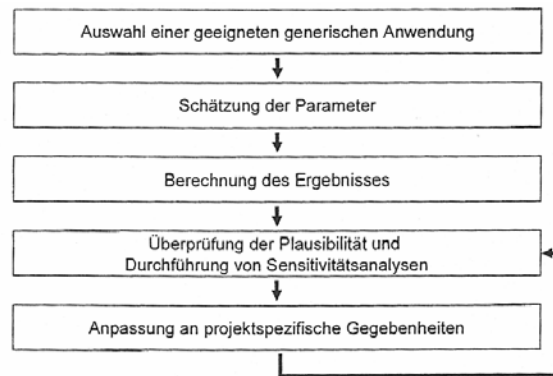 Auswahl einer geeigneten generischen Anwendung
Schätzung der Parameter
Berechnung des Ergebnisses
Überprüfung der Plausibilität und
Durchführung von Sensitivitätsanalysen
Anpassung an projektspezifische Gegebenheiten